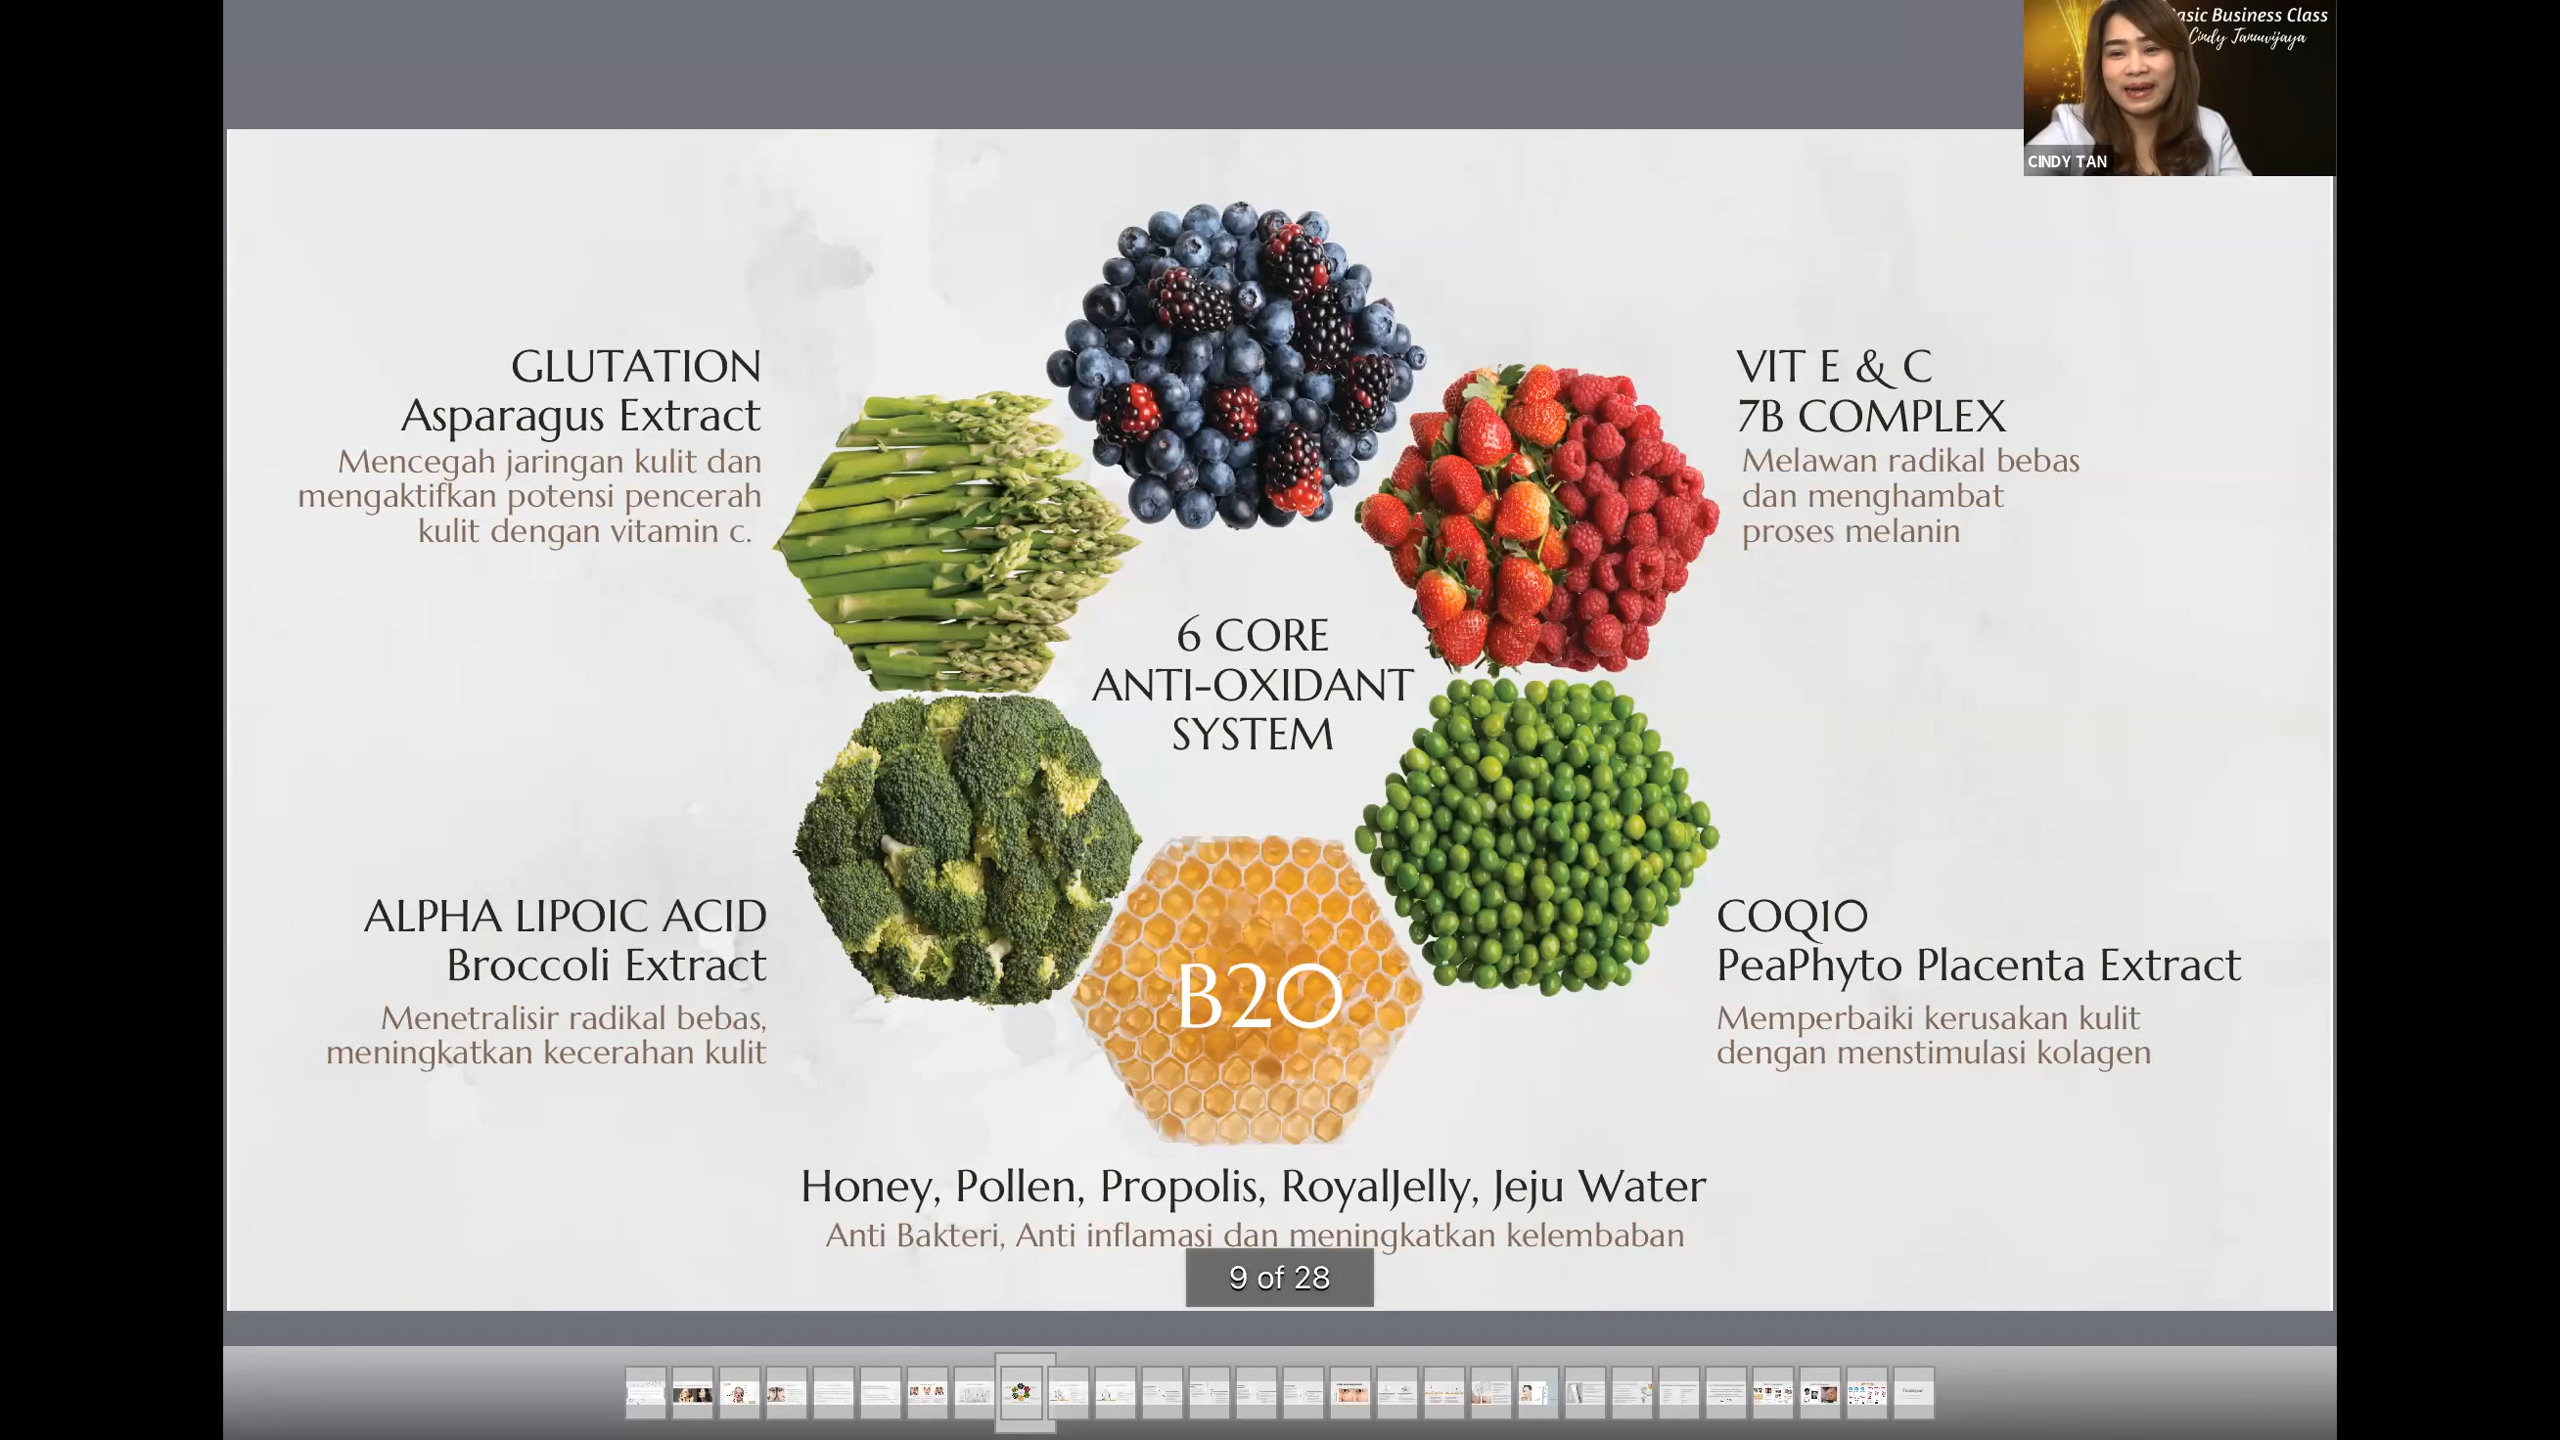 Basic Business Class
Cindy Tanuwijaya
CINDY TAN
GLUTATION
Asparagus Extract
Mencegah jaringan kulit dan
mengaktifkan potensi pencerah
kulit dengan vitamin c.
VIT E & C
7B COMPLEX
Melawan radikal bebas
dan menghambat
proses melanin
6 CORE
ANTI-OXIDANT
SYSTEM
ALPHA LIPOIC ACID
Broccoli Extract
Menetralisir radikal bebas,
meningkatkan kecerahan kulit
B20
COQ10
PeaPhyto Placenta Extract
Memperbaiki kerusakan kulit
dengan menstimulasi kolagen
Honey, Pollen, Propolis, RoyalJelly, Jeju Water
Anti Bakteri, Anti inflamasi dan meningkatkan kelembaban
9 of 28